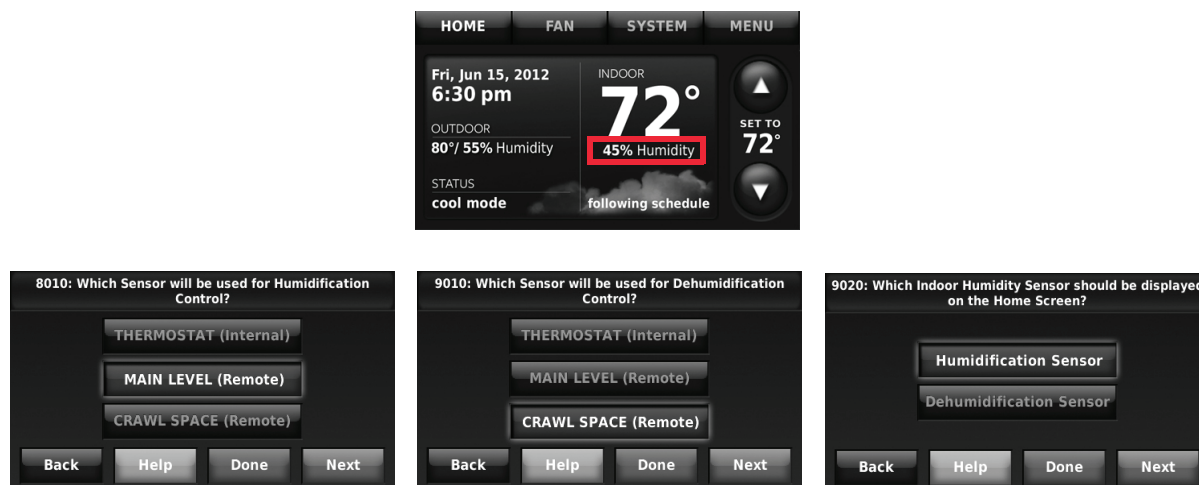 HOME FAN SYSTEM MENU
Fri, Jun 15, 2012
6:30 pm
OUTDOOR
80°/ 55% Humidity
STATUS
cool mode
INDOOR
72°
45% Humidity
following schedule
SET TO
72°
8010: Which Sensor will be used for Humidification
Control?
THERMOSTAT (Internal)
MAIN LEVEL (Remote)
CRAWL SPACE (Remote)
Back Help Done Next
9010: Which Sensor will be used for Dehumidification
Control?
THERMOSTAT (Internal)
MAIN LEVEL (Remote)
CRAWL SPACE (Remote)
Back Help Done Next
9020: Which Indoor Humidity Sensor should be displayed
on the Home Screen?
Humidification Sensor
Dehumidification Sensor
Back Help Done Next